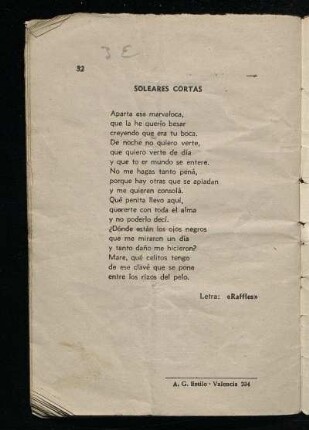 3 E
32
SOLEARES CORTAS
Aparta esa marvaloca,
que la he querío besar
creyendo que era tu boca.
De noche no quiero verte,
que quiero verte de día
y que to er mundo se entere.
No me hagas tanto pená,
porque hay otras que se apiadan
y me quieren consolá.
Qué penita llevo aquí,
quererte con toda el alma
y no poderlo decí.
¿Dónde están los ojos negros
que me miraron un día
y tanto daño me hicieron?
Mare, qué celitos tengo
de ese clavé que se pone
entre los rizos del pelo.
Letra: «Raffles»
A. G. Rutilo - Valencia 204